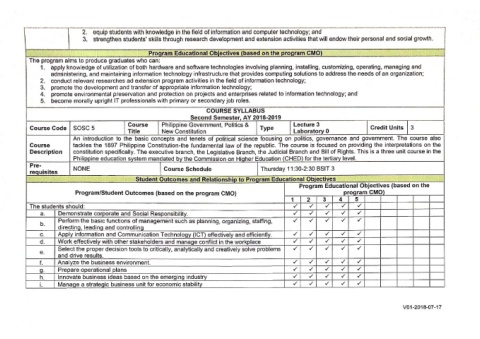 2. equip students with knowledge in the field of information and computer technology; and
3. strengthen students' skills through research development and extension activities that will endow their personal and social growth.
Program Educational Objectives (based on the program CMO)
The program aims to produce graduates who can:
1. apply knowledge of utilization of both hardware and software technologies involving planning, installing, customizing, operating, managing and
administering, and maintaining information technology infrastructure that provides computing solutions to address the needs of an organization;
2. conduct relevant researches ad extension program activities in the field of information technology;
3. promote the development and transfer of appropriate information technology;
4. promote environmental preservation and protection on projects and enterprises related to information technology; and
5. become morally upright IT professionals with primary or secondary job roles.
COURSE SYLLABUS
Second Semester, AY 2018-2019
Course Code SOSC 5 Course Title Philippine Government, Politics & New Constitution Type Lecture 3 Laboratory 0 Credit Units 3
Course Description An introduction to the basic concepts and tenets of political science focusing on politics, governance and government. The course also
tackles the 1897 Philippine Constitution-the fundamental law of the republic. The course is focused on providing the interpretations on the
constitution specifically. The executive branch, the Legislative Branch, the Judicial Branch and Bill of Rights. This is a three unit course in the
Philippine education system mandated by the Commission on Higher Education (CHED) for the tertiary level.
Pre-requisites NONE Course Schedule Thursday 11:30-2:30 BSIT 3
Student Outcomes and Relationship to Program Educational Objectives
Program/Student Outcomes (based on the program CMO) Program Educational Objectives (based on the program CMO)
1 2 3 4 5
The students should: ✓ ✓ ✓ ✓ ✓
a. Demonstrate corporate and Social Responsibility. ✓ ✓ ✓ ✓ ✓
b. Perform the basic functions of management such as planning, organizing, staffing, ✓ ✓ ✓ ✓ ✓
directing, leading and controlling
c. Apply information and Communication Technology (ICT) effectively and efficiently. ✓ ✓ ✓ ✓ ✓
d. Work effectively with other stakeholders and manage conflict in the workplace ✓ ✓ ✓ ✓ ✓
e. Select the proper decision tools to critically, analytically and creatively solve problems ✓ ✓ ✓ ✓ ✓
and drive results.
f. Analyze the business environment. ✓ ✓ ✓ ✓ ✓
g. Prepare operational plans ✓ ✓ ✓ ✓ ✓
h. Innovate business ideas based on the emerging industry ✓ ✓ ✓ ✓ ✓
i. Manage a strategic business unit for economic stability ✓ ✓ ✓ ✓ ✓
V01-2018-07-17